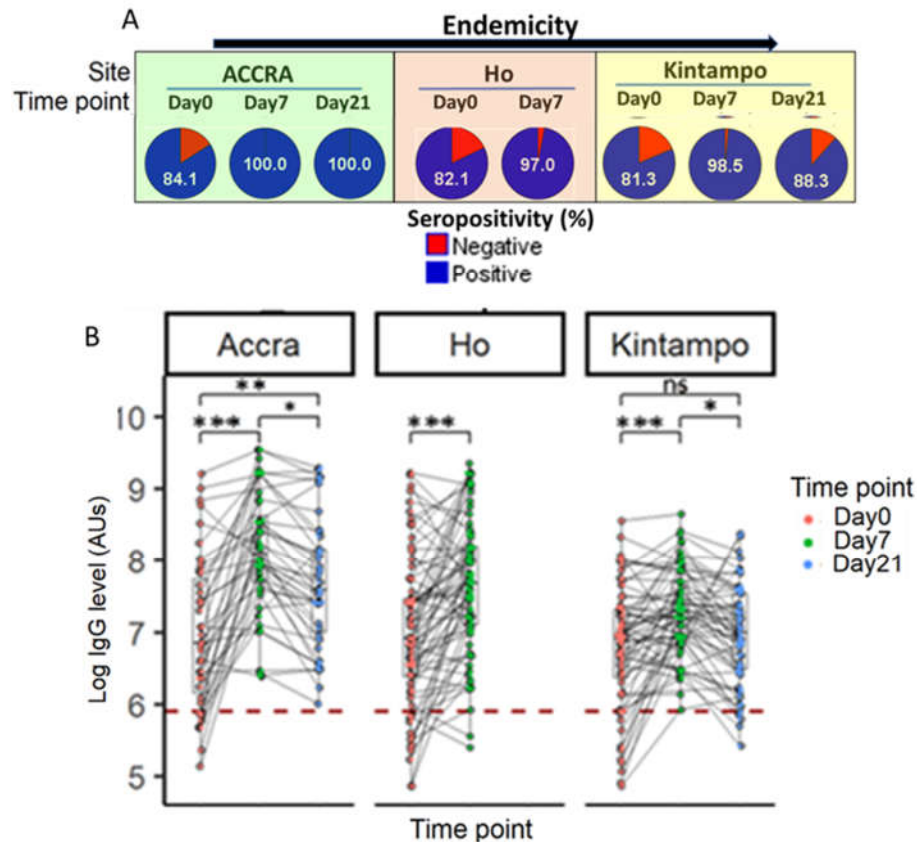 A
Endemicity
Site
ACCRA
Ho
Kintampo
Time point
Day0
Day7
Day21
Day0
Day7
Day0
Day7
Day21
84.1
100.0
100.0
82.1
97.0
81.3
98.5
88.3
Seropositivity (%)
Negative
Positive
B
Accra
Ho
Kintampo
ns
**
***
*
***
***
*
10
9
8
7
6
5
Log IgG level (AUs)
Time point
Day0
Day7
Day21
Time point